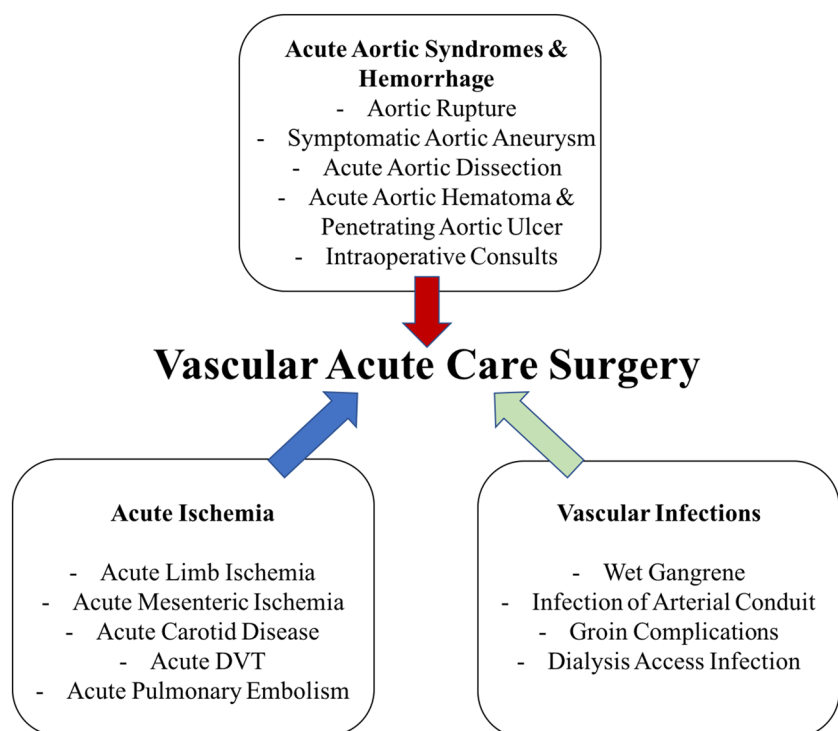 Acute Aortic Syndromes &
Hemorrhage
- Aortic Rupture
- Symptomatic Aortic Aneurysm
- Acute Aortic Dissection
- Acute Aortic Hematoma &
Penetrating Aortic Ulcer
- Intraoperative Consults
Vascular Acute Care Surgery
Acute Ischemia
- Acute Limb Ischemia
- Acute Mesenteric Ischemia
- Acute Carotid Disease
- Acute DVT
- Acute Pulmonary Embolism
Vascular Infections
- Wet Gangrene
- Infection of Arterial Conduit
- Groin Complications
- Dialysis Access Infection